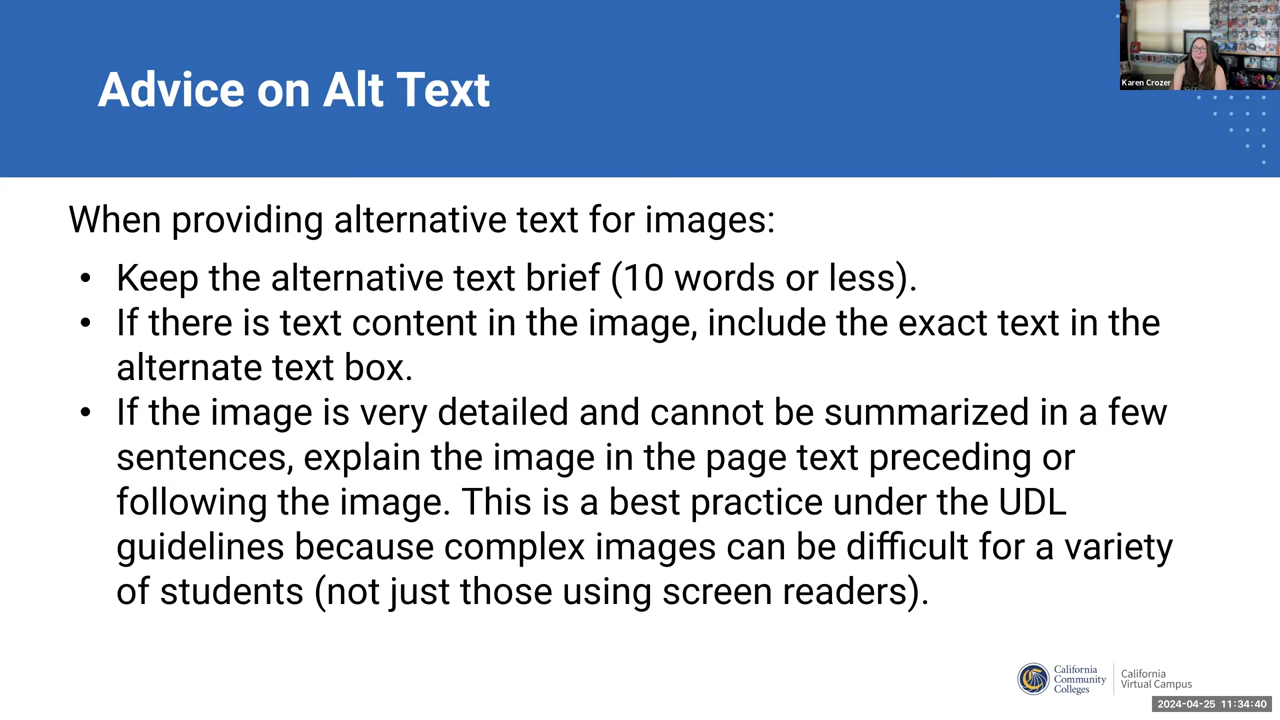 Advice on Alt Text
Karen Crozer
When providing alternative text for images:
• Keep the alternative text brief (10 words or less).
• If there is text content in the image, include the exact text in the
alternate text box.
• If the image is very detailed and cannot be summarized in a few
sentences, explain the image in the page text preceding or
following the image. This is a best practice under the UDL
guidelines because complex images can be difficult for a variety
of students (not just those using screen readers).
California
Community
Colleges
California
Virtual Campus
2024-04-25 11:34:40